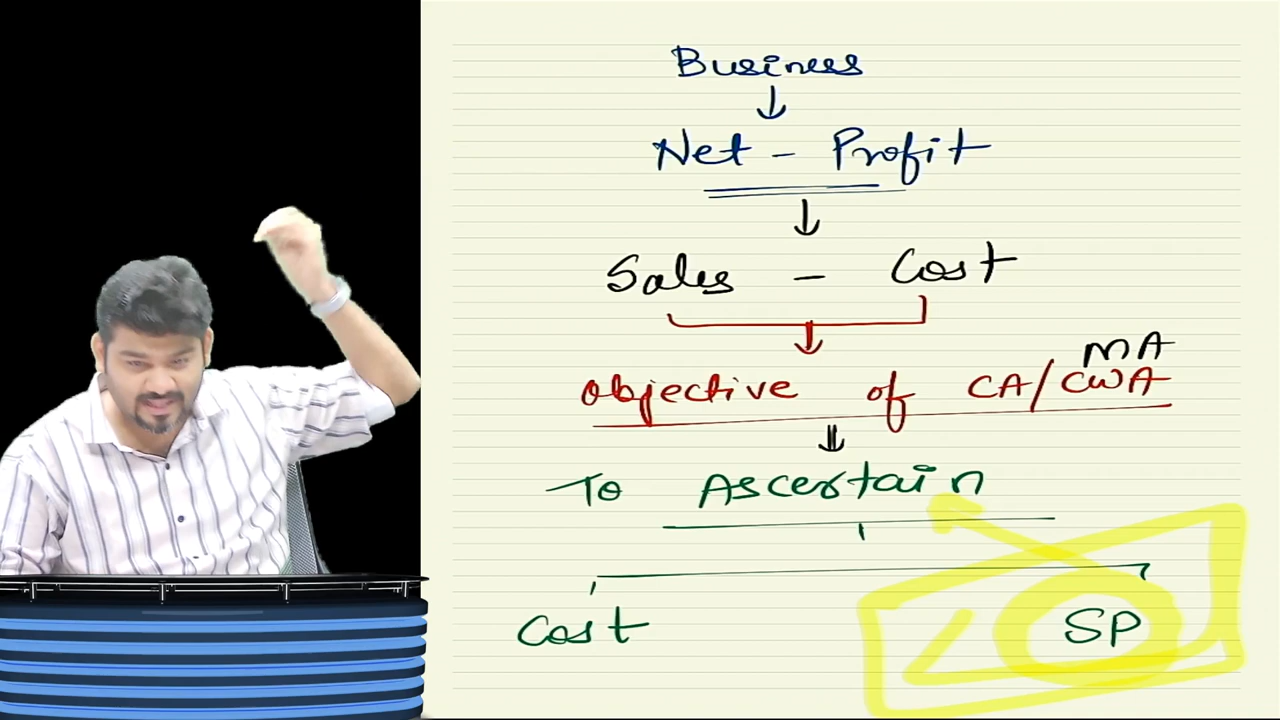 Business
↓
Net - Profit
↓
Sales - Cost
↓
MA
objective of CA/CWA
⇓
To Ascertain
Cost SP